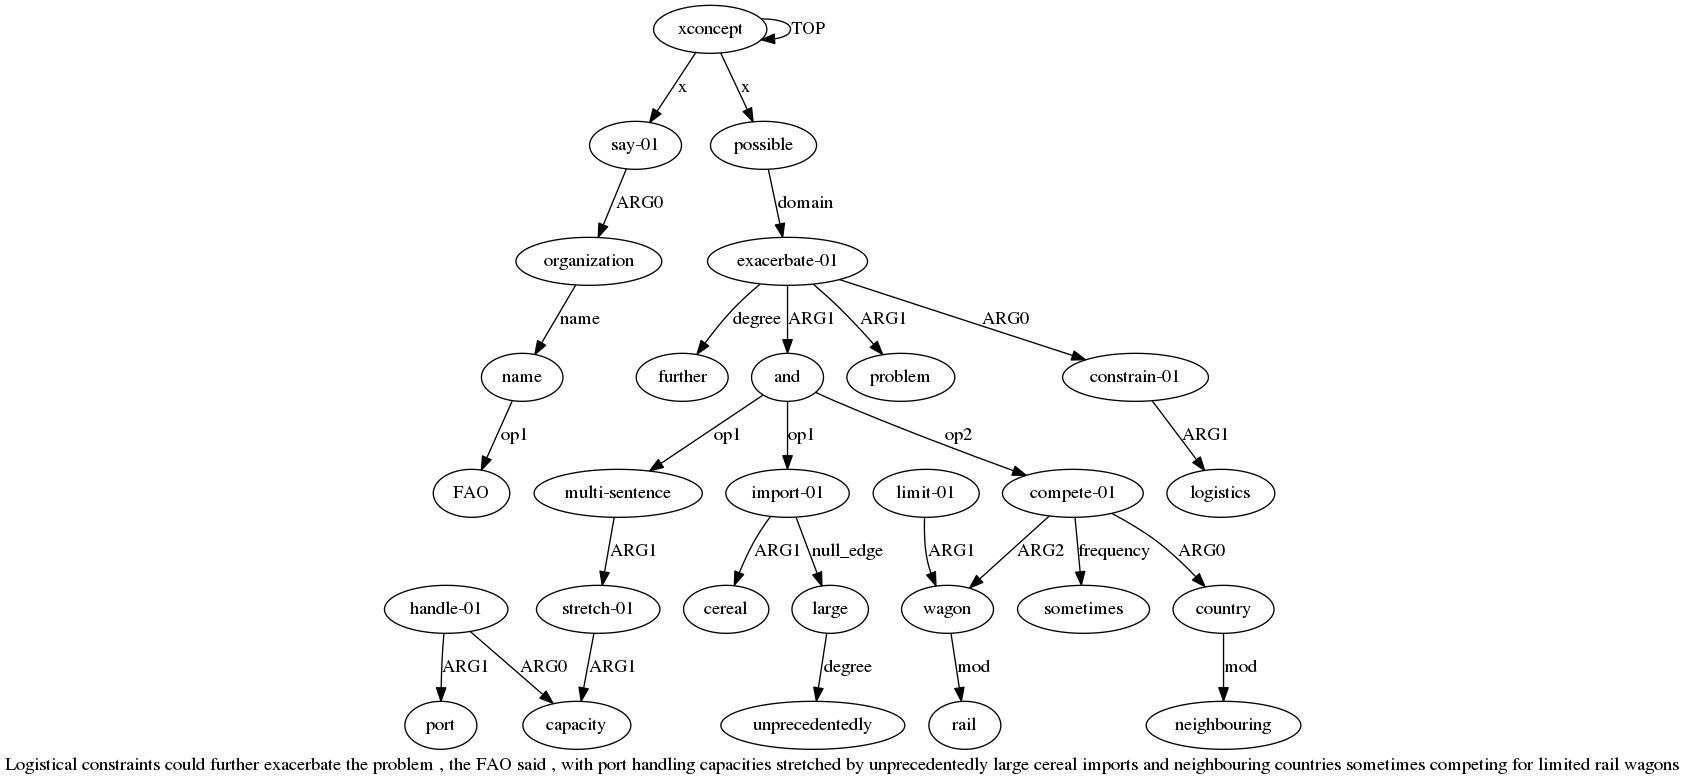 xconcept TOP
x x
say-01 possible
ARG0 domain
organization exacerbate-01
name degree ARG1 ARG1 ARG0
name further and problem constrain-01
op1 op1 op1 op2 ARG1
FAO multi-sentence import-01 limit-01 compete-01 logistics
ARG1 ARG1 null_edge ARG1 ARG2 frequency ARG0
handle-01 stretch-01 cereal large wagon sometimes country
ARG1 ARG0 ARG1 degree mod mod
port capacity unprecedentedly rail neighbouring
Logistical constraints could further exacerbate the problem , the FAO said , with port handling capacities stretched by unprecedentedly large cereal imports and neighbouring countries sometimes competing for limited rail wagons